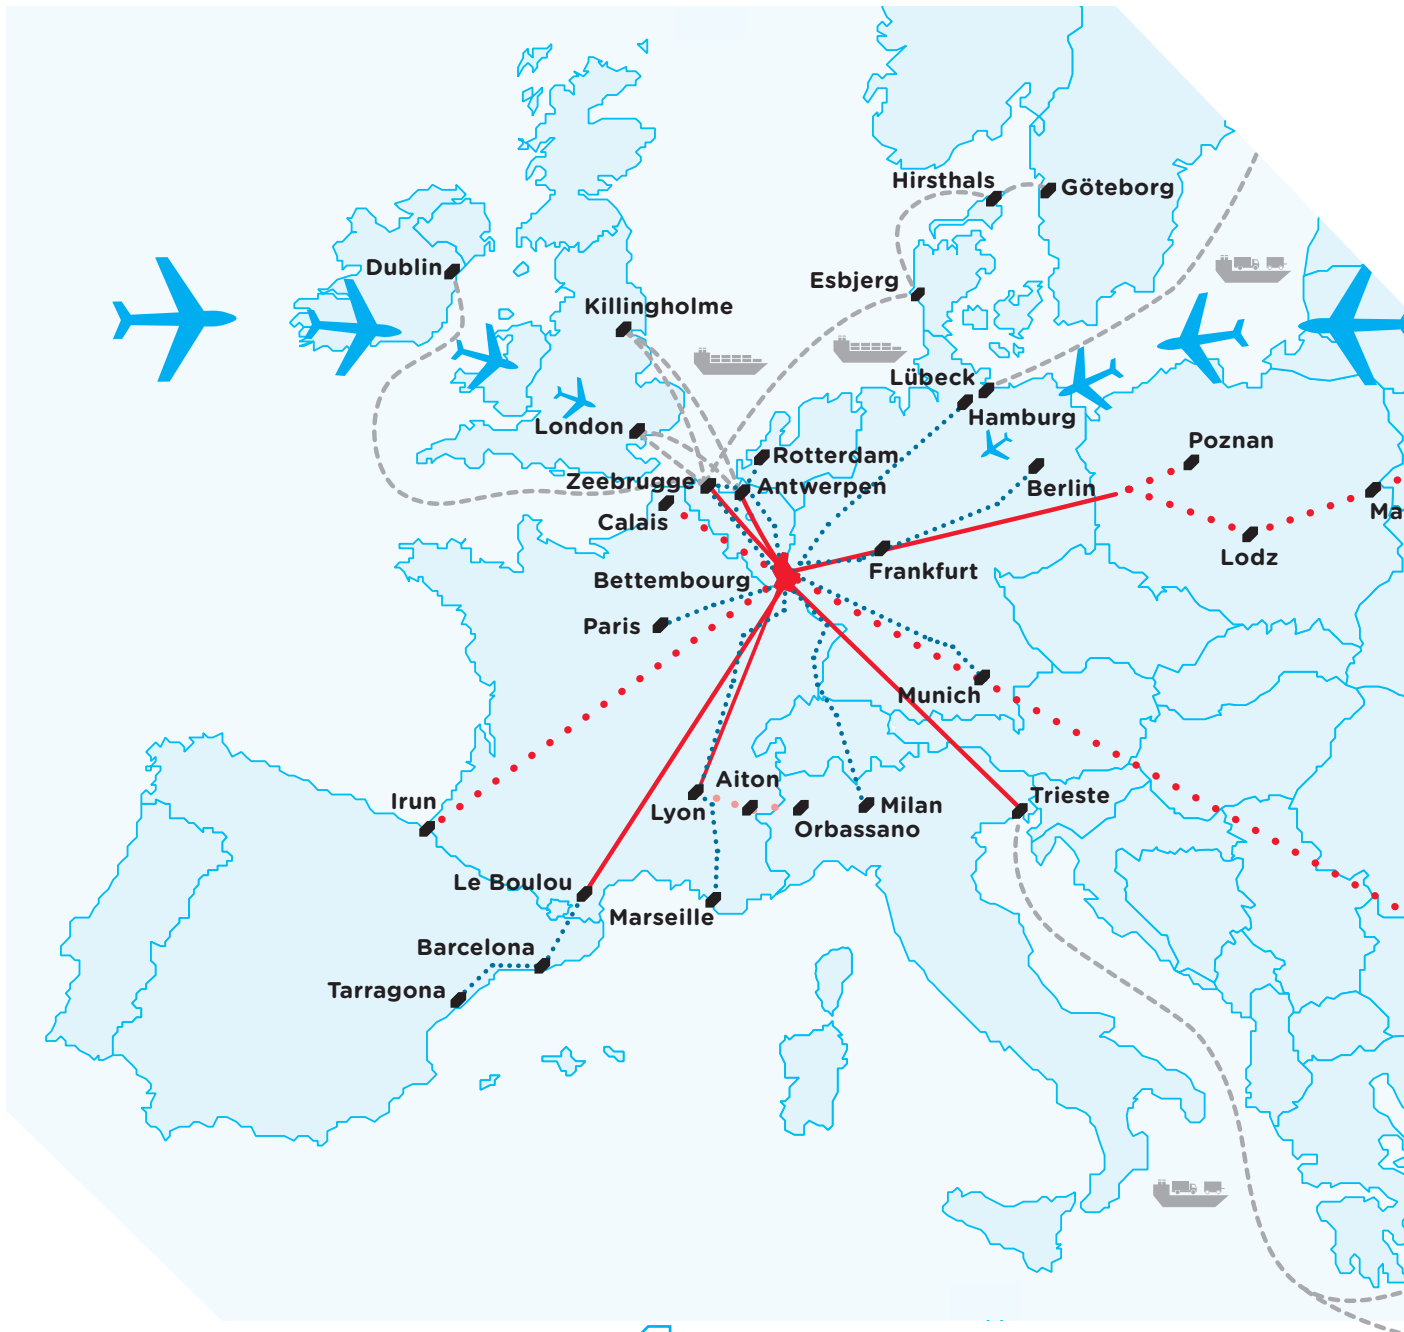 Hirsthals
Göteborg
Dublin
Esbjerg
Killingholme
Lübeck
Hamburg
London
Poznan
Rotterdam
Zeebrugge
Antwerpen
Berlin
Calais
Ma
Lodz
Frankfurt
Bettembourg
Paris
Munich
Aiton
Irun
Lyon
Milan
Trieste
Orbassano
Le Boulou
Marseille
Barcelona
Tarragona